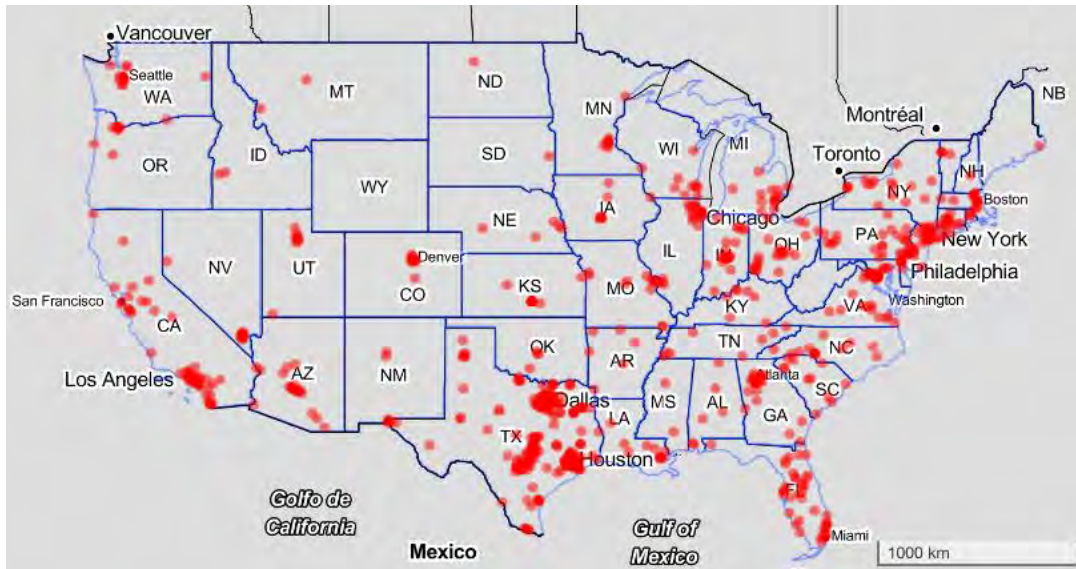 Vancouver
Seattle
WA
MT
ND
MN
NB
Montréal
OR
ID
SD
WI
MI
Toronto
NH
WY
NY
Boston
IA
Chicago
NE
PA
New York
NV
UT
Denver
IL
IN
OH
Philadelphia
San Francisco
CO
KS
MO
KY
VA
Washington
CA
TN
NC
Los Angeles
AZ
NM
OK
AR
Atlanta
SC
Dallas
MS
AL
GA
LA
TX
Houston
FL
Golfo de
California
Gulf of
Mexico
Miami
Mexico
1000 km